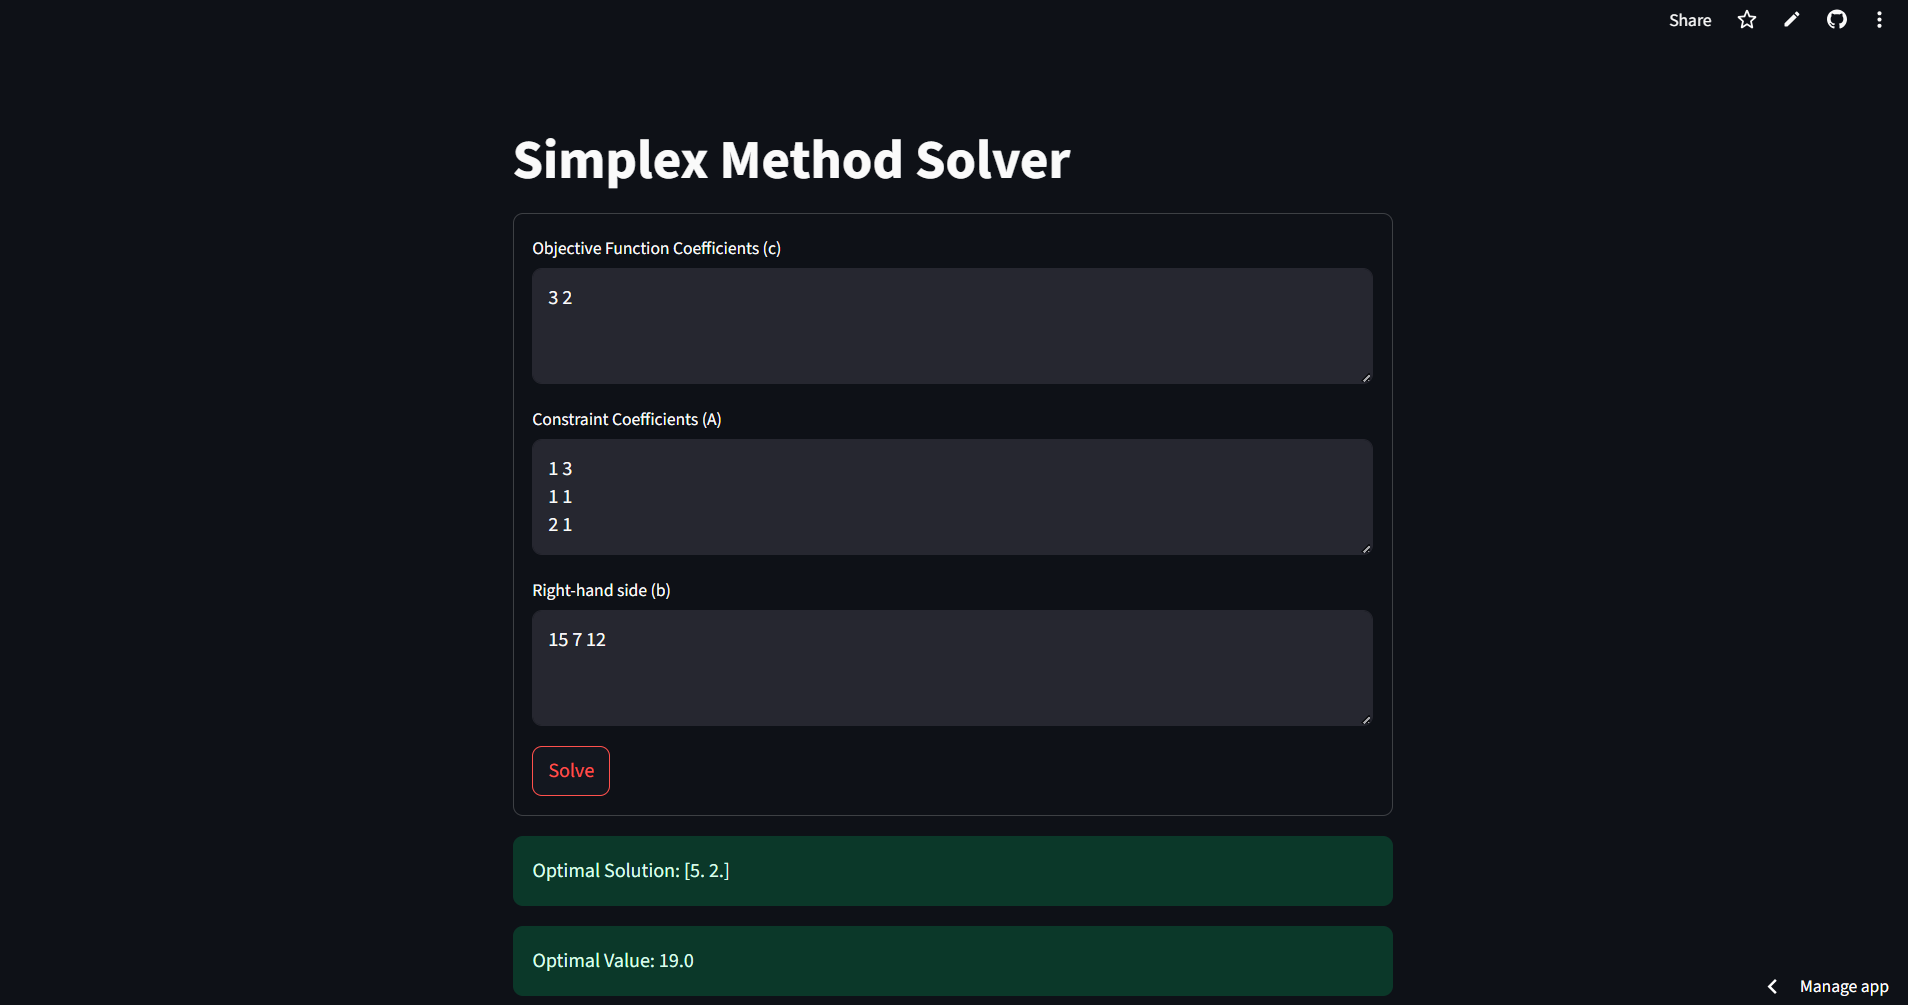 Share
Simplex Method Solver
Objective Function Coefficients (c)
3 2
Constraint Coefficients (A)
1 3
1 1
2 1
Right-hand side (b)
15 7 12
Solve
Optimal Solution: [5. 2.]
Optimal Value: 19.0
Manage app